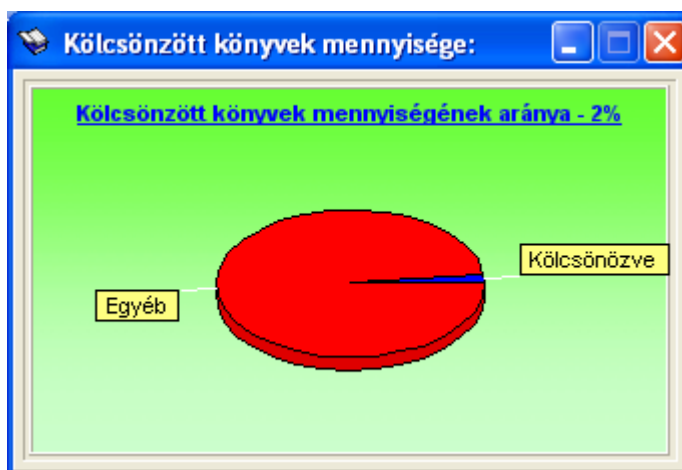 Kölcsönzött könyvek mennyisége:
Kölcsönzött könyvek mennyiségének aránya - 2%
Kölcsönözve
Egyéb